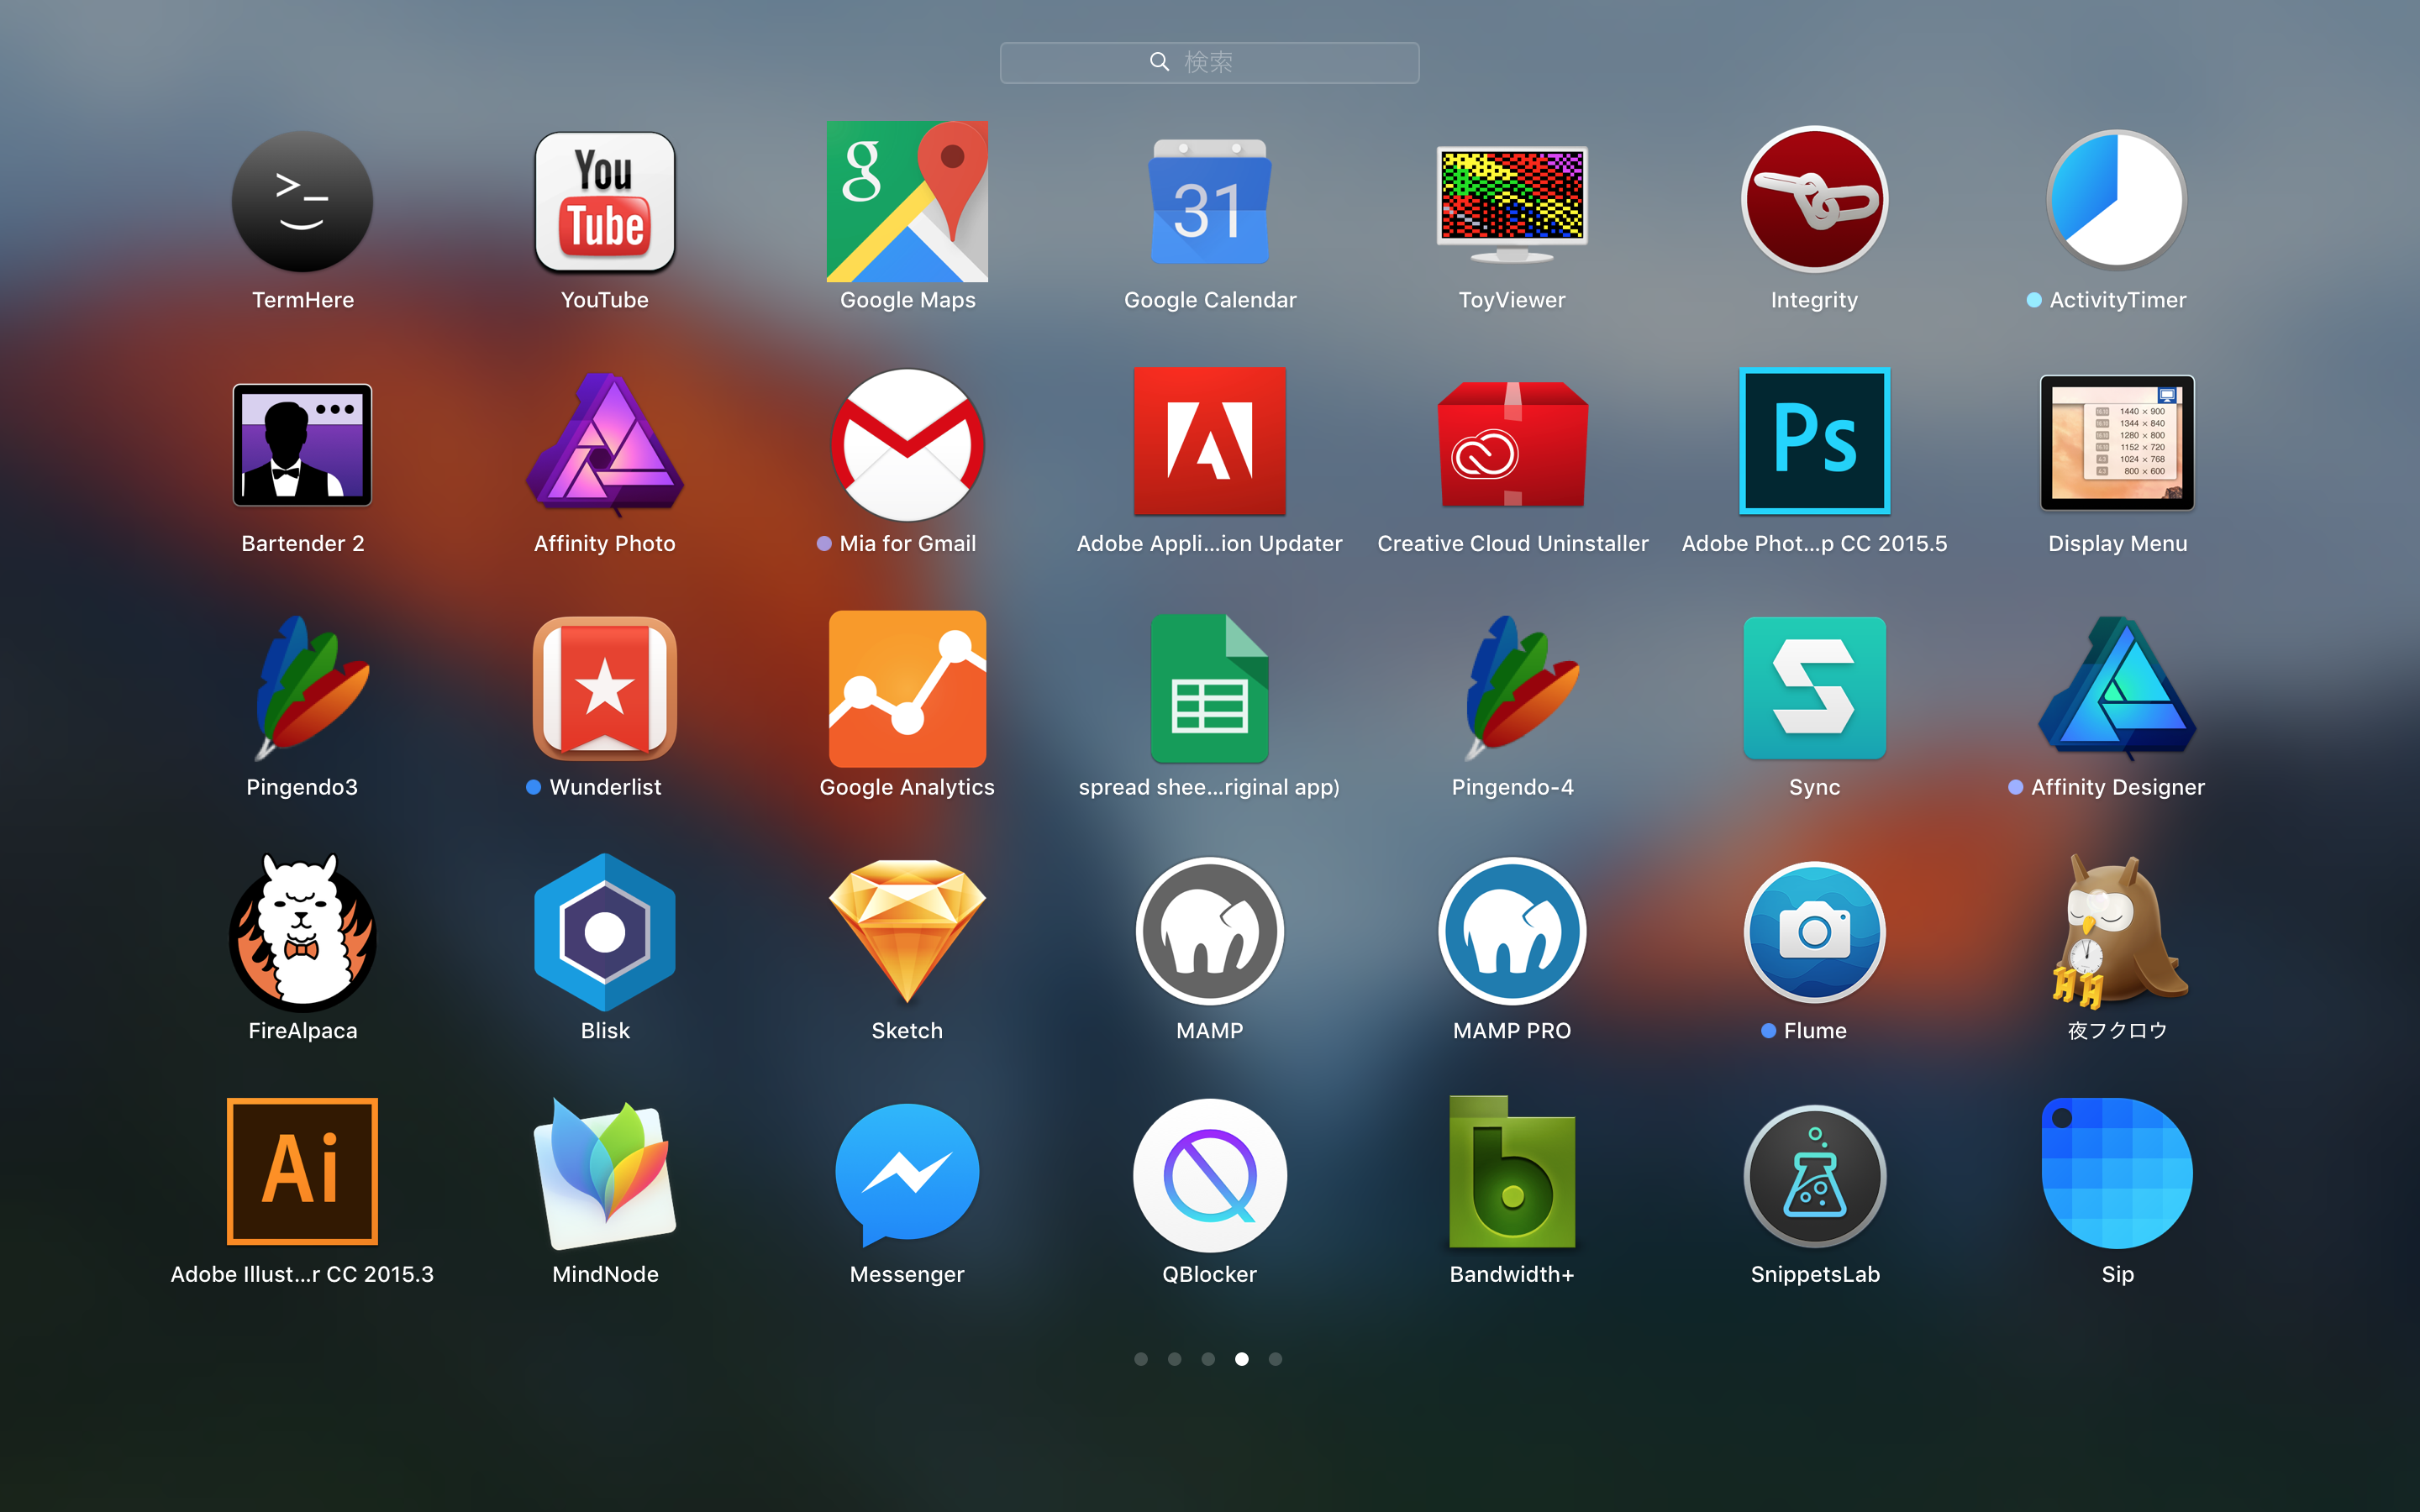 検索
>_
You
Tube
g
31
TermHere
YouTube
Google Maps
Google Calendar
ToyViewer
Integrity
ActivityTimer
Ps
1440 × 900
1344 × 840
1280 × 800
1152 × 720
1024 × 768
800 × 600
Bartender 2
Affinity Photo
Mia for Gmail
Adobe Appli...ion Updater
Creative Cloud Uninstaller
Adobe Phot...p CC 2015.5
Display Menu
Pingendo3
Wunderlist
Google Analytics
spread shee...riginal app)
Pingendo-4
Sync
Affinity Designer
FireAlpaca
Blisk
Sketch
MAMP
MAMP PRO
Flume
夜フクロウ
Ai
Adobe Illust...r CC 2015.3
MindNode
Messenger
QBlocker
Bandwidth+
SnippetsLab
Sip